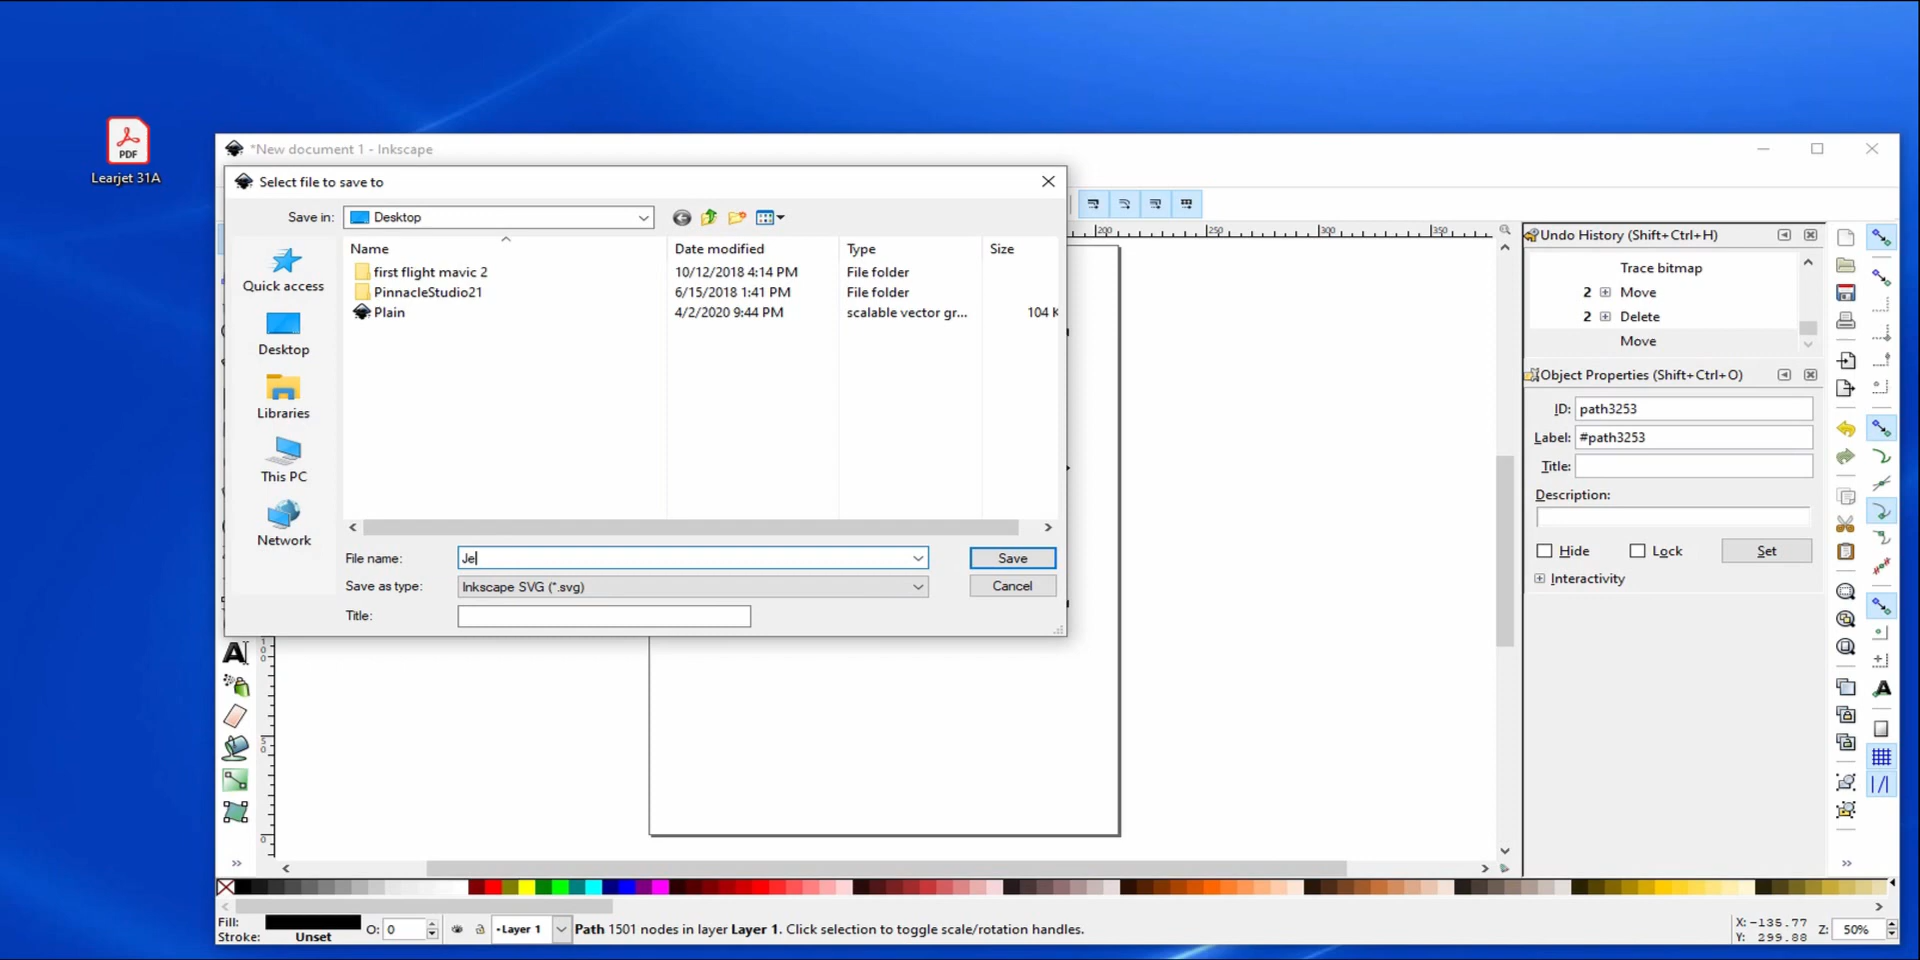 PDF
Learjet 31A
*New document 1 - Inkscape
Select file to save to
Save in:
Desktop
Name
Date modified
Type
Size
first flight mavic 2
10/12/2018 4:14 PM
File folder
PinnacleStudio21
6/15/2018 1:41 PM
File folder
Plain
4/2/2020 9:44 PM
scalable vector gr...
104 K
Quick access
Desktop
Libraries
This PC
Network
File name:
Je
Save
Save as type:
Inkscape SVG (*.svg)
Cancel
Title:
200
250
300
350
Undo History (Shift+Ctrl+H)
Trace bitmap
2 Move
2 Delete
Move
Object Properties (Shift+Ctrl+O)
ID: path3253
Label: #path3253
Title:
Description:
Hide
Lock
Set
Interactivity
Fill:
Stroke:
Unset
O: 0
Layer 1
Path 1501 nodes in layer Layer 1. Click selection to toggle scale/rotation handles.
X: -135.77
Y: 299.88
Z: 50%